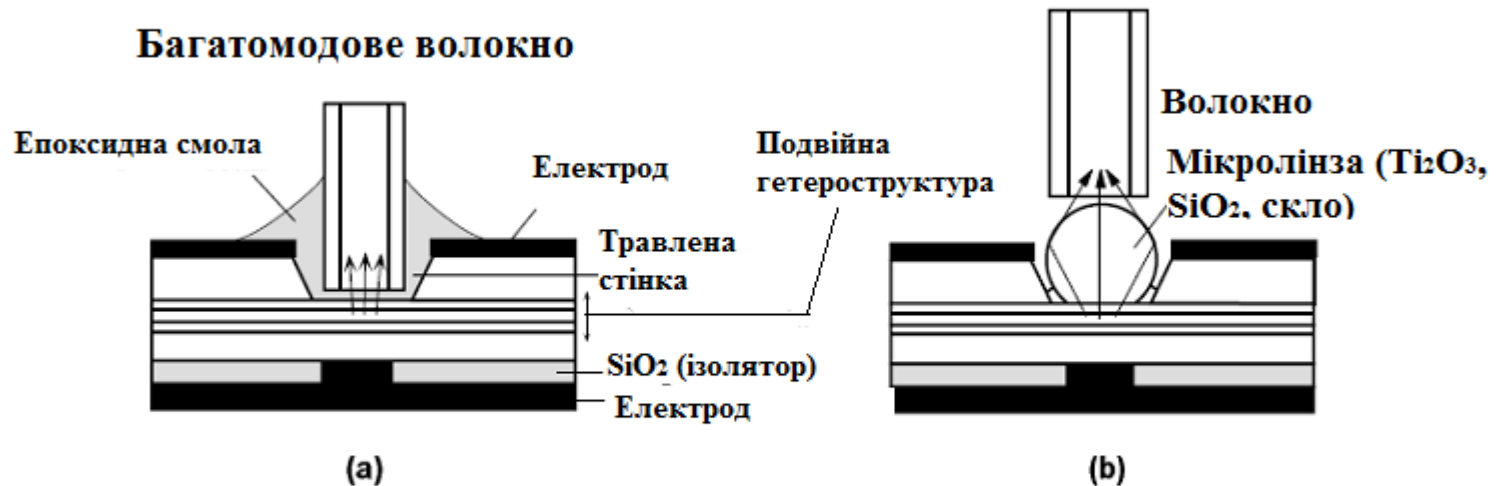 Багатомодове волокно
Епоксидна смола
Електрод
Травлена
стінка
SiO₂ (ізолятор)
Електрод
(a)
Подвійна
гетероструктура
Волокно
Мікролінза (Ti₂O₃,
SiO₂, скло)
(b)